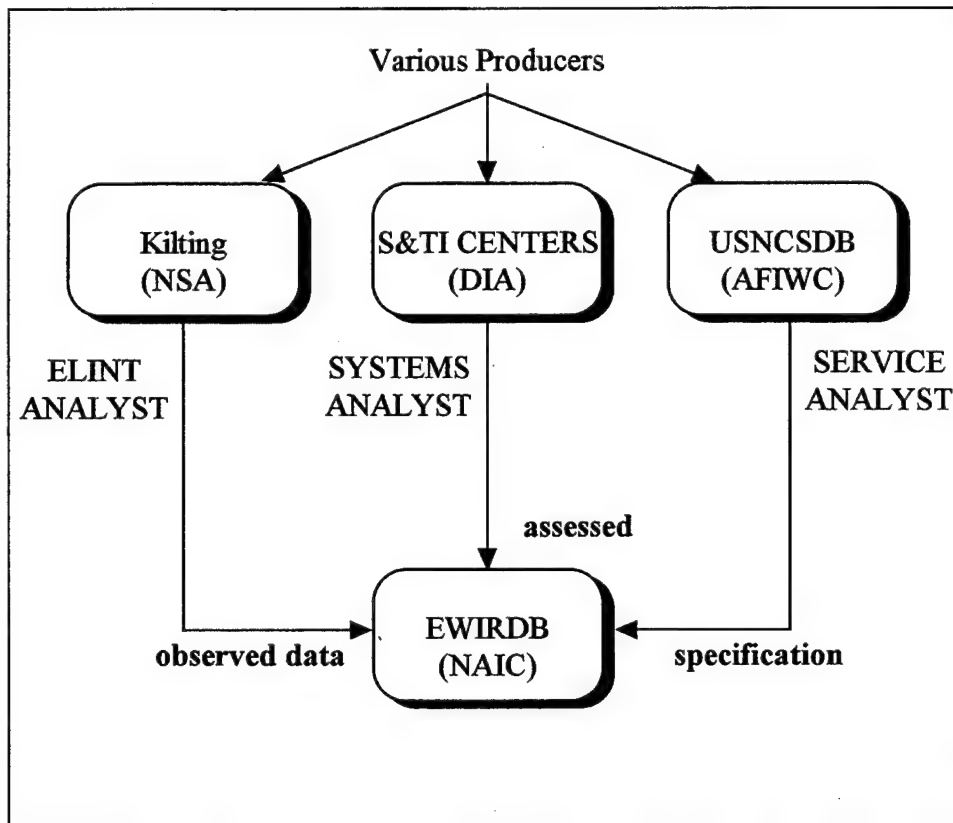 Various Producers
Kilting
(NSA)
S&TI CENTERS
(DIA)
USNCSDB
(AFIWC)
ELINT
ANALYST
SYSTEMS
ANALYST
SERVICE
ANALYST
assessed
EWIRDB
(NAIC)
observed data
specification